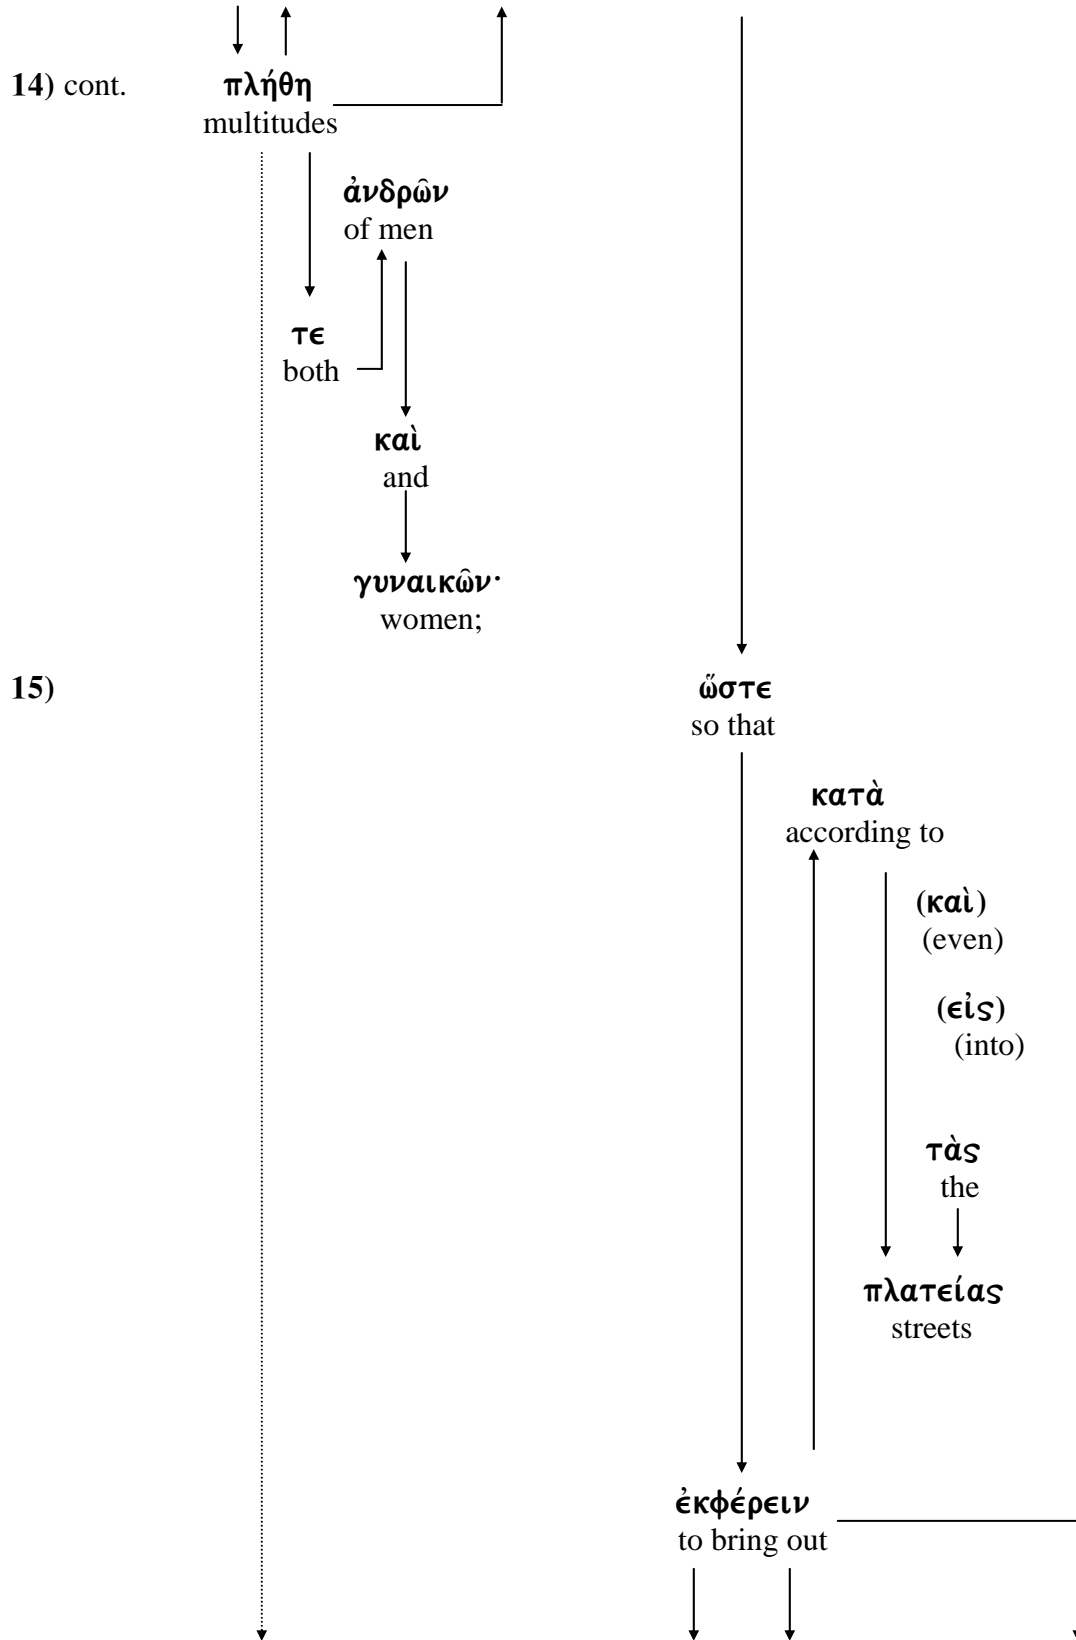 14) cont. πλήθη
multitudes
ἀνδρῶν
of men
τε
both
καὶ
and
γυναικῶν·
women;
15) ὥστε
so that
κατὰ
according to
(καὶ)
(even)
(εἰς)
(into)
τὰς
the
πλατείας
streets
ἐκφέρειν
to bring out